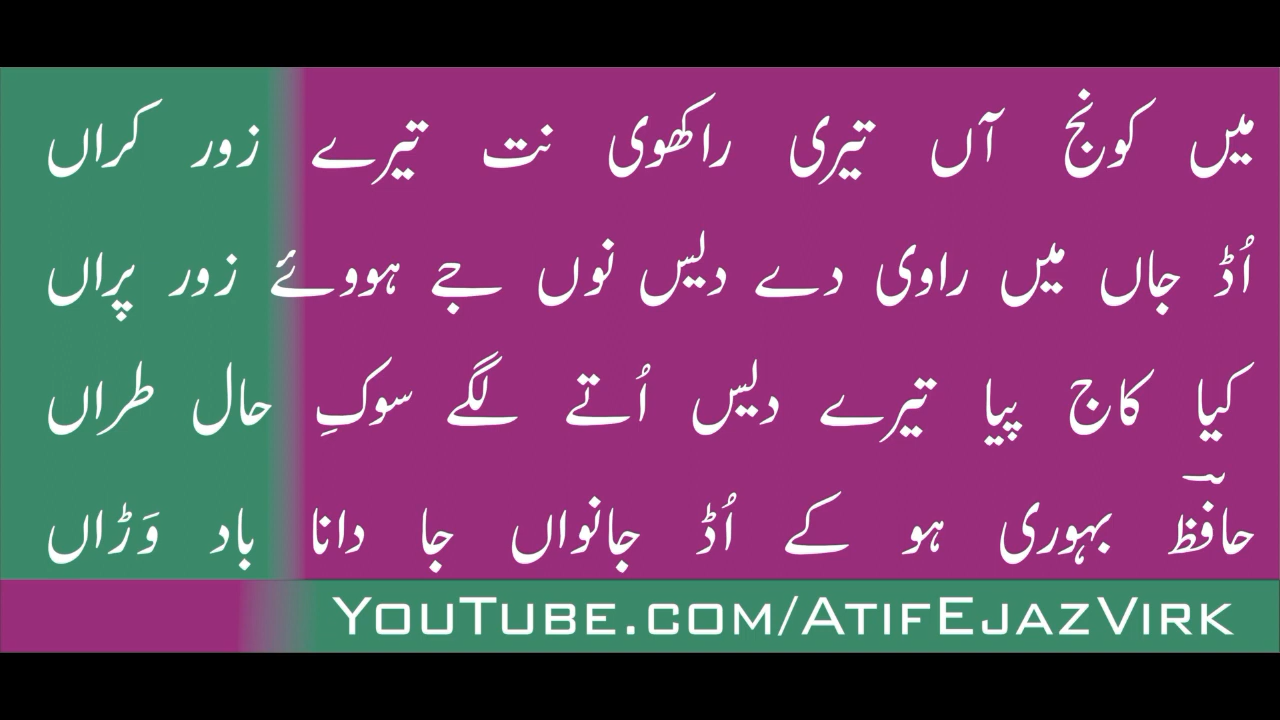 میں کونج آں تیری راکھوی نت تیرے زور کراں
اُڈ جاں میں راوی دے دیس نوں جے ہووئے زور پراں
کیا کاج پیا تیرے دیس اُتے لگے سوکِ حال طراں
حافظؔ بہوری ہو کے اُڈ جانواں جا دانا باد وَڑاں
YouTube.com/AtifEjazVirk